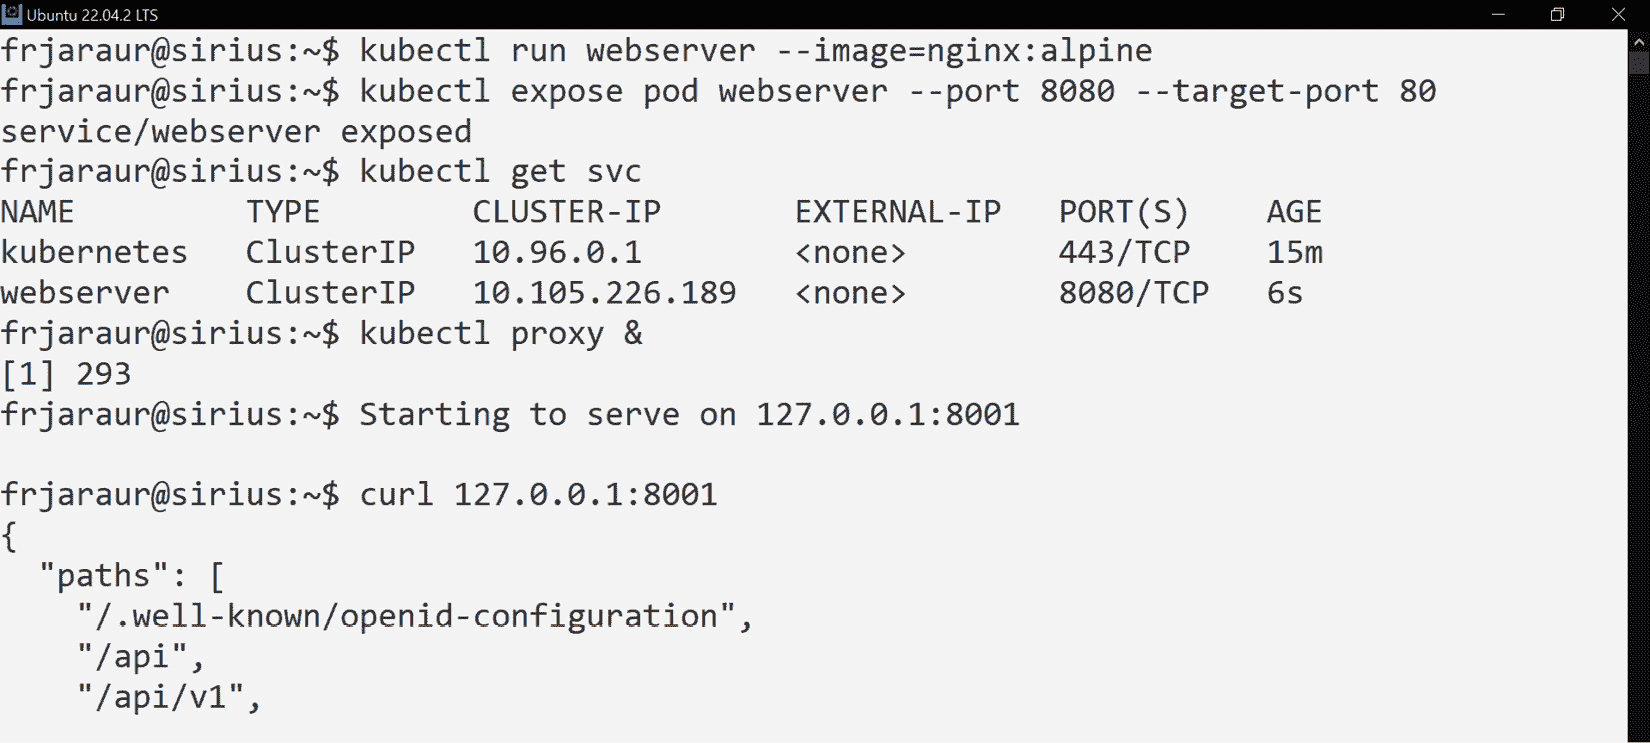 Ubuntu 22.04.2 LTS
frjaraur@sirius:~$ kubectl run webserver --image=nginx:alpine
frjaraur@sirius:~$ kubectl expose pod webserver --port 8080 --target-port 80
service/webserver exposed
frjaraur@sirius:~$ kubectl get svc
NAME         TYPE        CLUSTER-IP       EXTERNAL-IP   PORT(S)    AGE
kubernetes   ClusterIP   10.96.0.1        <none>        443/TCP    15m
webserver    ClusterIP   10.105.226.189   <none>        8080/TCP   6s
frjaraur@sirius:~$ kubectl proxy &
[1] 293
frjaraur@sirius:~$ Starting to serve on 127.0.0.1:8001
frjaraur@sirius:~$ curl 127.0.0.1:8001
{
  "paths": [
    "/.well-known/openid-configuration",
    "/api",
    "/api/v1",